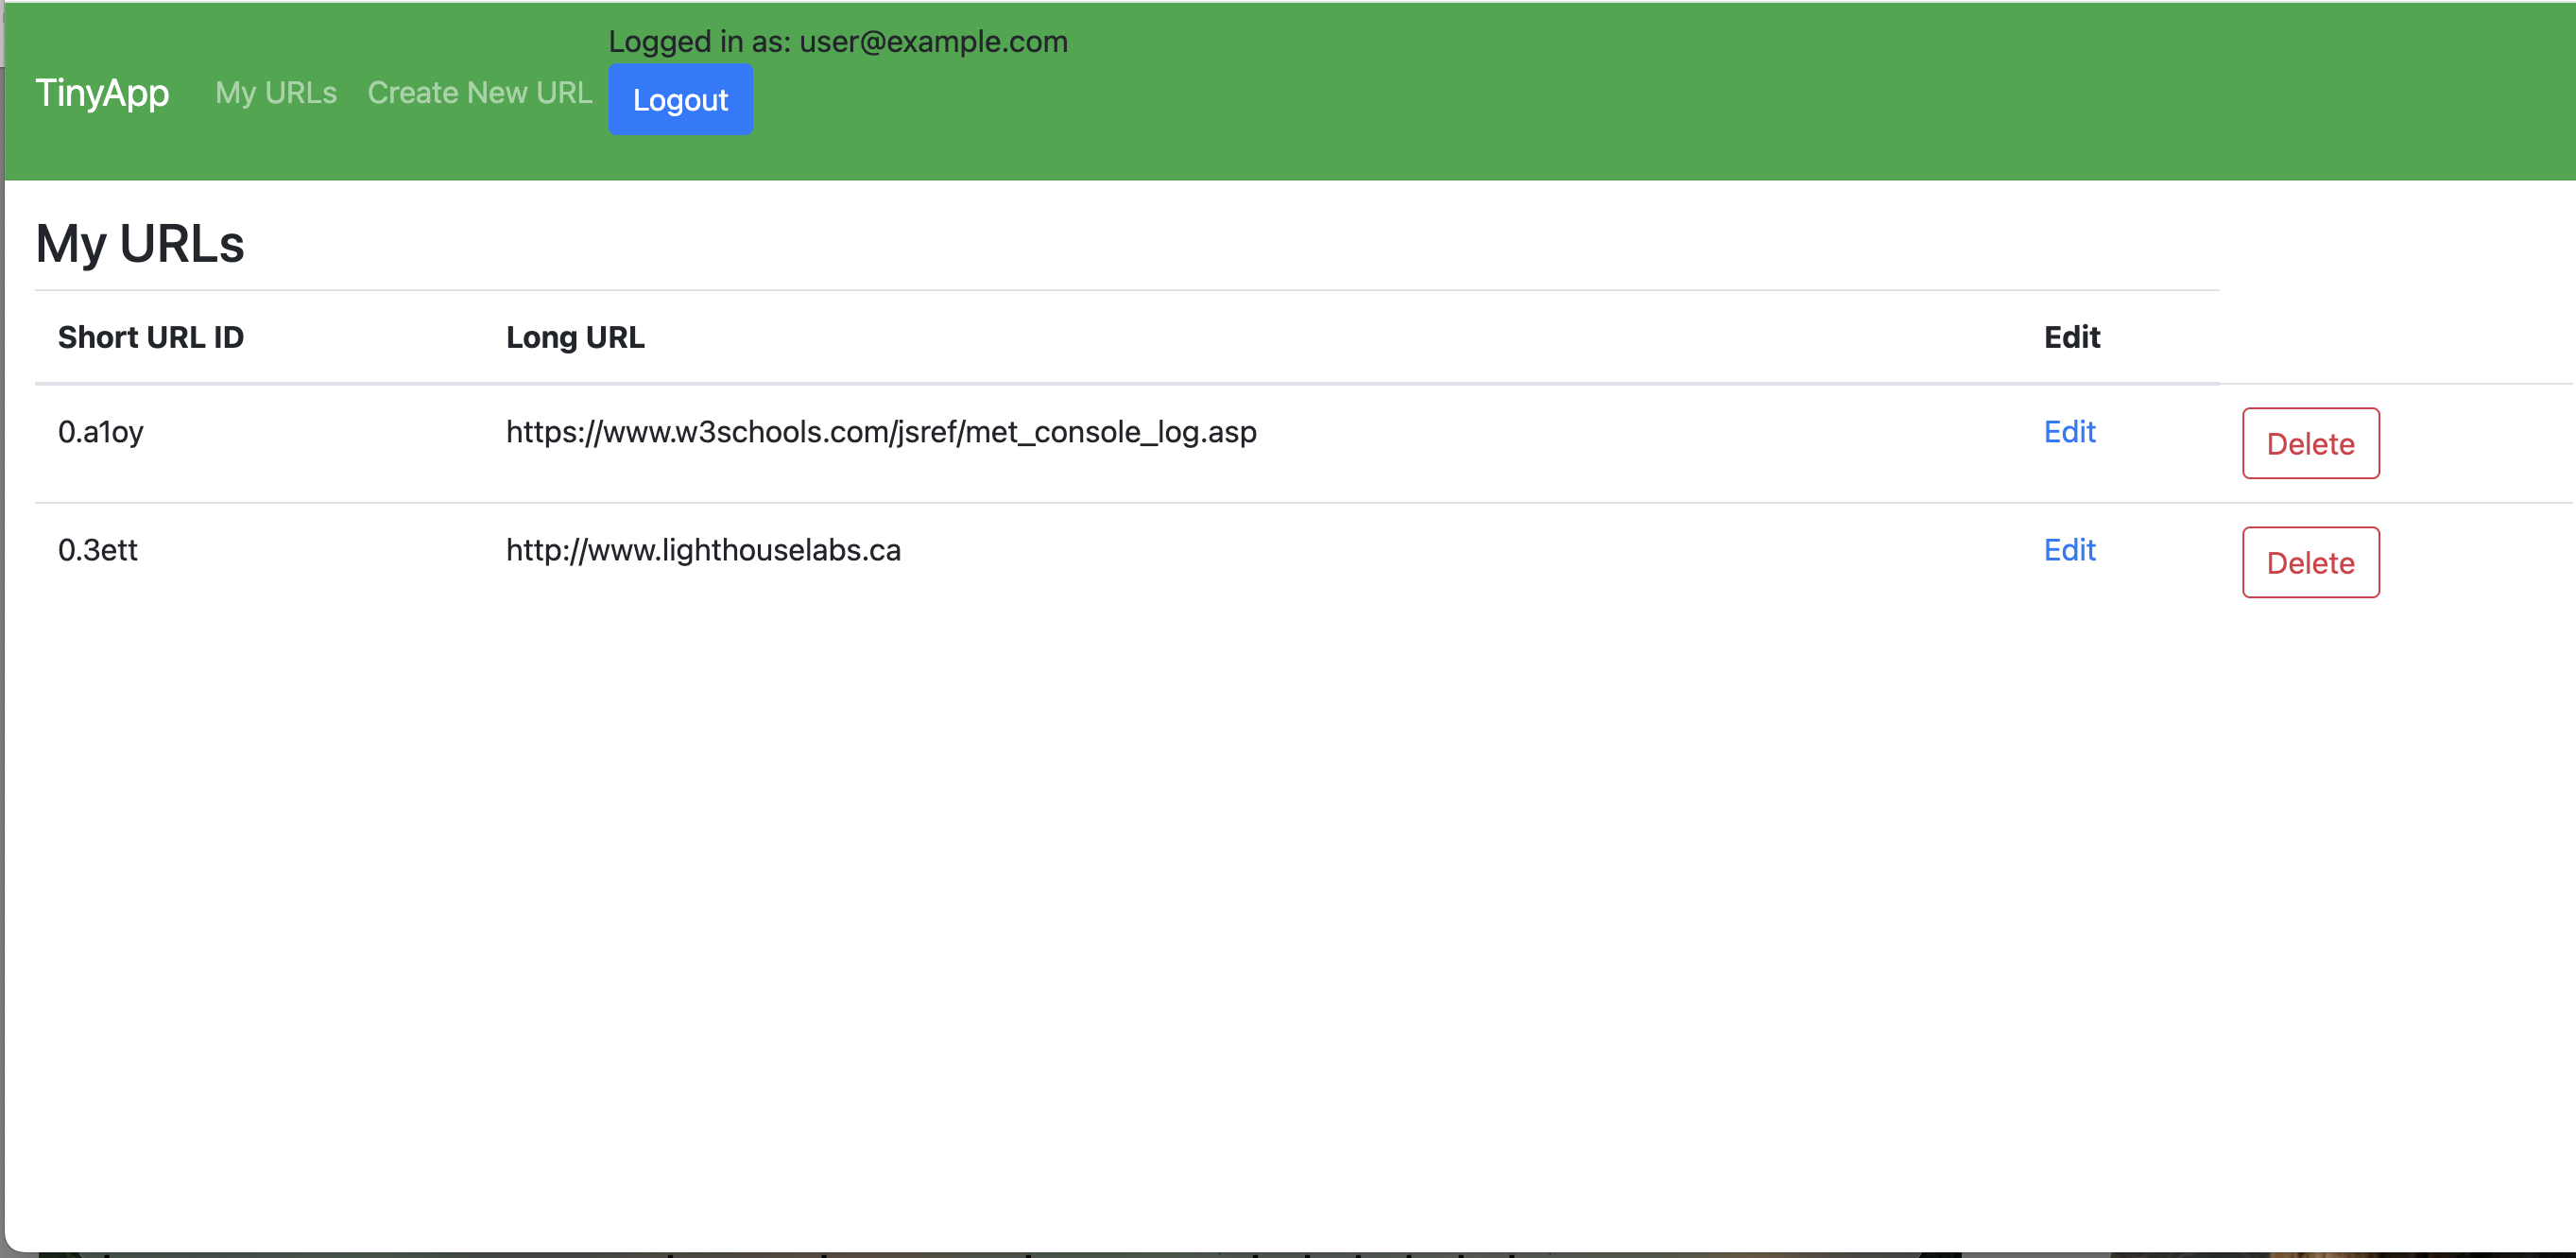 Logged in as: user@example.com
TinyApp My URLs Create New URL Logout
My URLs
Short URL ID Long URL Edit
0.a1oy https://www.w3schools.com/jsref/met_console_log.asp Edit Delete
0.3ett http://www.lighthouselabs.ca Edit Delete